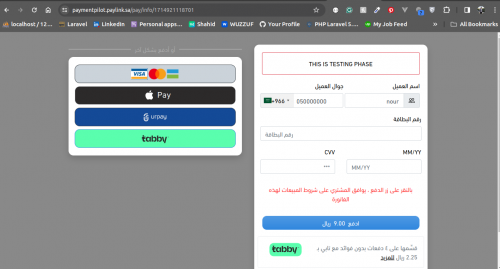 paymentpilot.paylink.sa/pay/info/1714921118701
localhost / 12... Laravel LinkedIn Personal apps... Shahid WUZZUF Your Profile PHP Laravel 5... My Job Feed » All Bookmarks
أو ادفع بشكل آخر
VISA
Pay
urpay
tabby
THIS IS TESTING PHASE
اسم العميل جوال العميل
nour 050000000 +966
رقم البطاقة
رقم البطاقة
MM/YY CVV
MM/YY ***
بالنقر على زر الدفع ، يوافق المشتري على شروط المبيعات لهذه
الفاتورة
ادفع 9.00 ريال
قسّمها على 4 دفعات بدون فوائد مع تابي بـ
2.25 ريال للمزيد
tabby